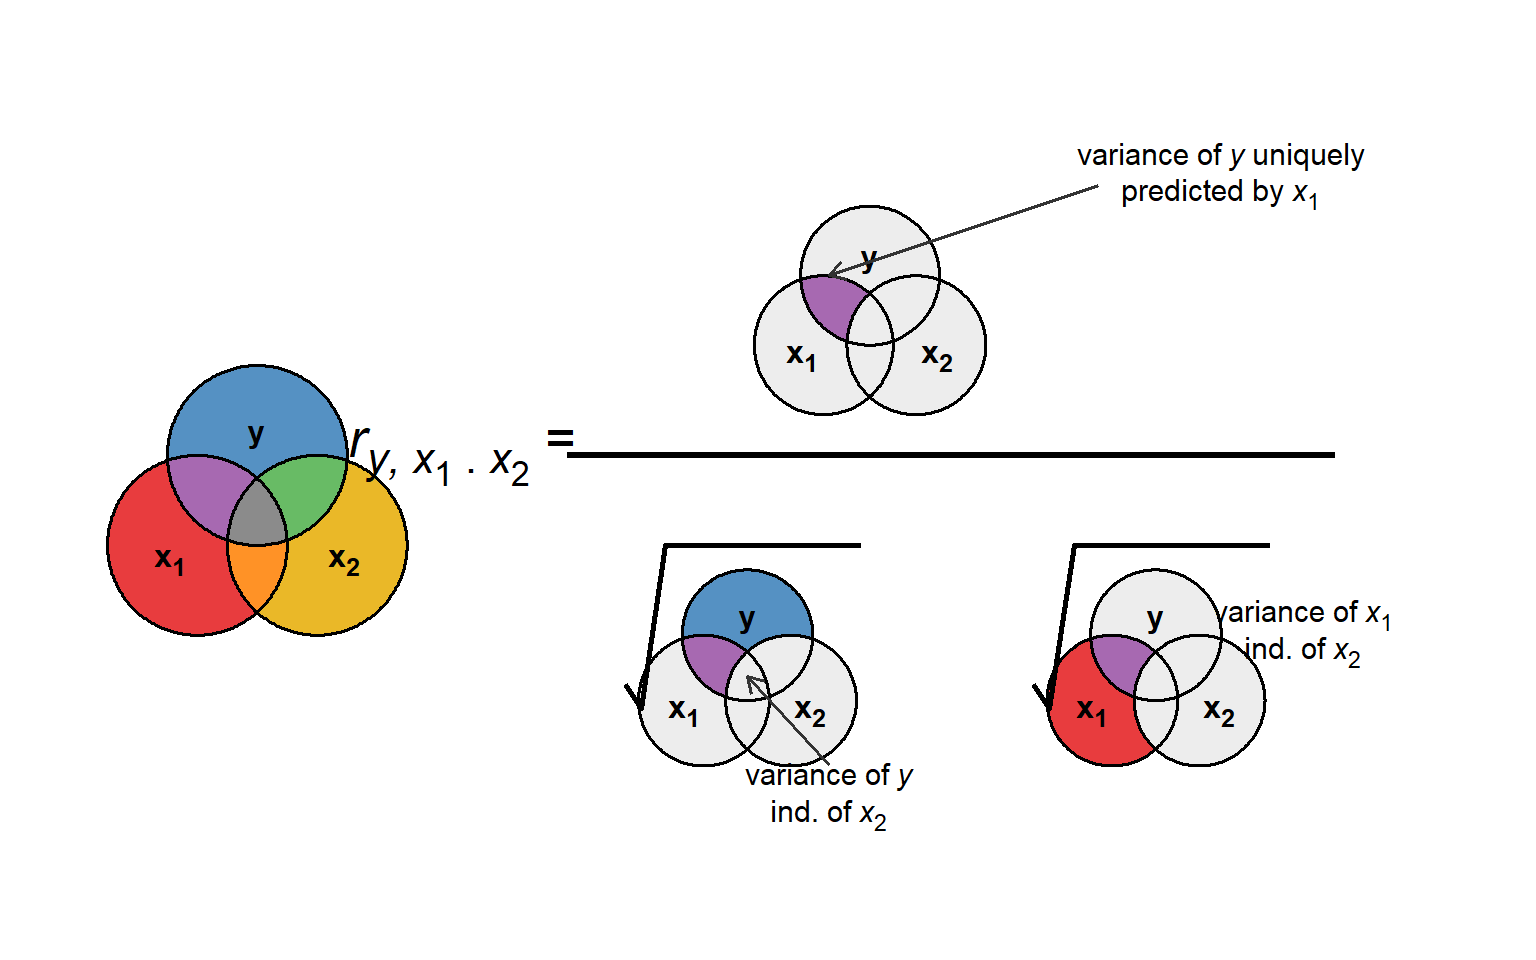 variance of y uniquely
predicted by x₁
y
x₁
x₂
y
x₁
x₂
r y, x₁ . x₂ =
y
x₁
x₂
variance of y
ind. of x₂
y
x₁
x₂
variance of x₁
ind. of x₂